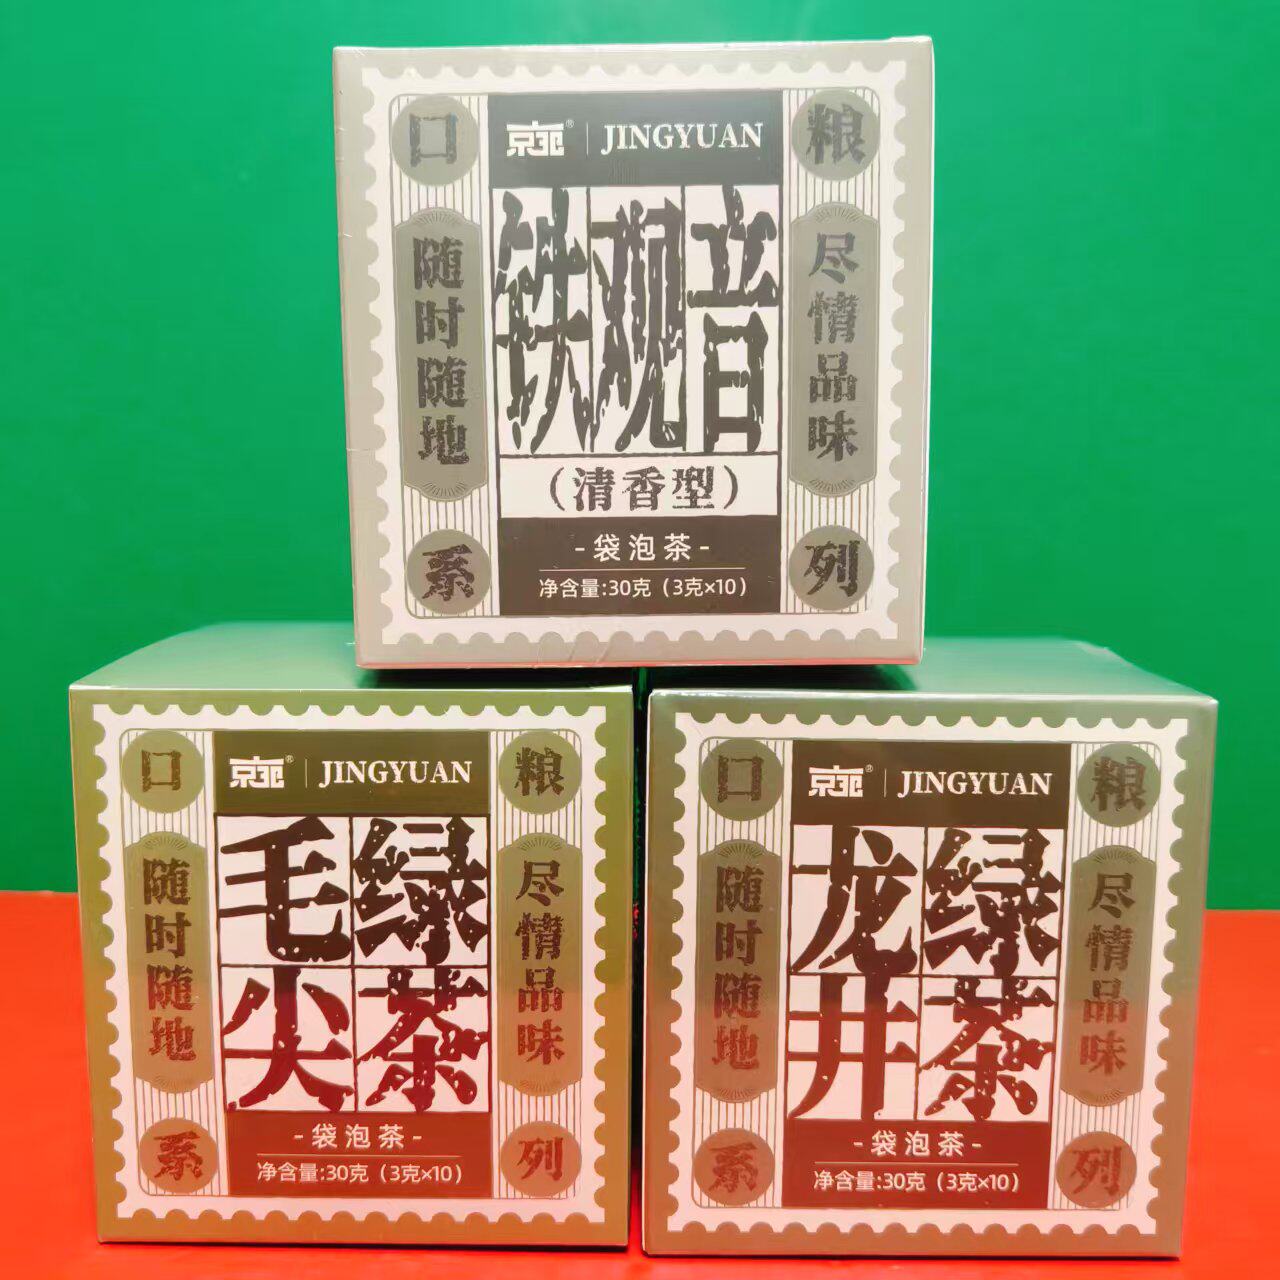 口粮
京苑® | JINGYUAN
随时随地
尽情品味
铁观音
(清香型)
-袋泡茶-
净含量:30克(3克×10)
系列
口粮
京苑® | JINGYUAN
随时随地
尽情品味
绿茶
毛尖
-袋泡茶-
净含量:30克(3克×10)
系列
口粮
京苑® | JINGYUAN
随时随地
尽情品味
绿茶
龙井
-袋泡茶-
净含量:30克(3克×10)
系列